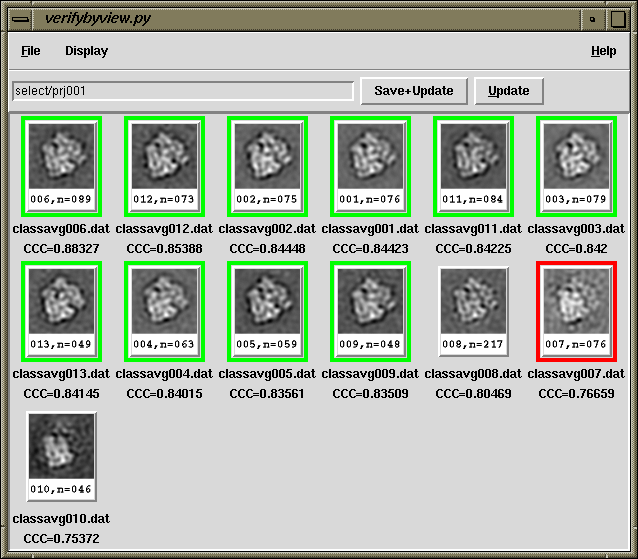 verifybyview.py
File Display Help
select/prj001 Save+Update Update
006,n=089 012,n=073 002,n=075 001,n=076 011,n=084 003,n=079
classavg006.dat classavg012.dat classavg002.dat classavg001.dat classavg011.dat classavg003.dat
CCC=0.88327 CCC=0.85388 CCC=0.84448 CCC=0.84423 CCC=0.84225 CCC=0.842
013,n=049 004,n=063 005,n=059 009,n=048 008,n=217 007,n=076
classavg013.dat classavg004.dat classavg005.dat classavg009.dat classavg008.dat classavg007.dat
CCC=0.84145 CCC=0.84015 CCC=0.83561 CCC=0.83509 CCC=0.80469 CCC=0.76659
010,n=046
classavg010.dat
CCC=0.75372